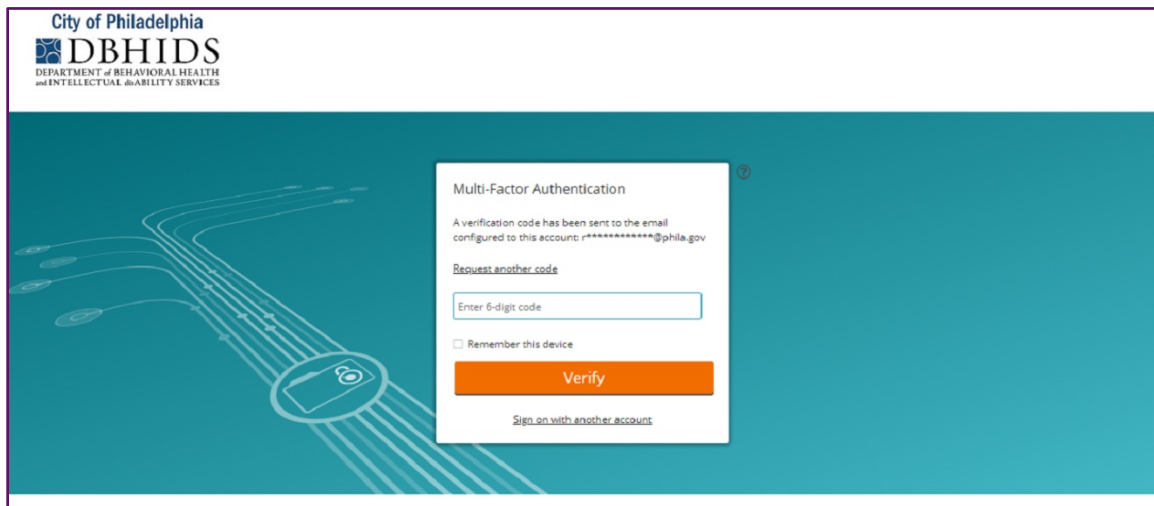 City of Philadelphia
DBHIDS
DEPARTMENT of BEHAVIORAL HEALTH
and INTELLECTUAL disABILITY SERVICES
?
Multi-Factor Authentication
A verification code has been sent to the email
configured to this account: r************@phila.gov
Request another code
Enter 6-digit code
Remember this device
Verify
Sign on with another account